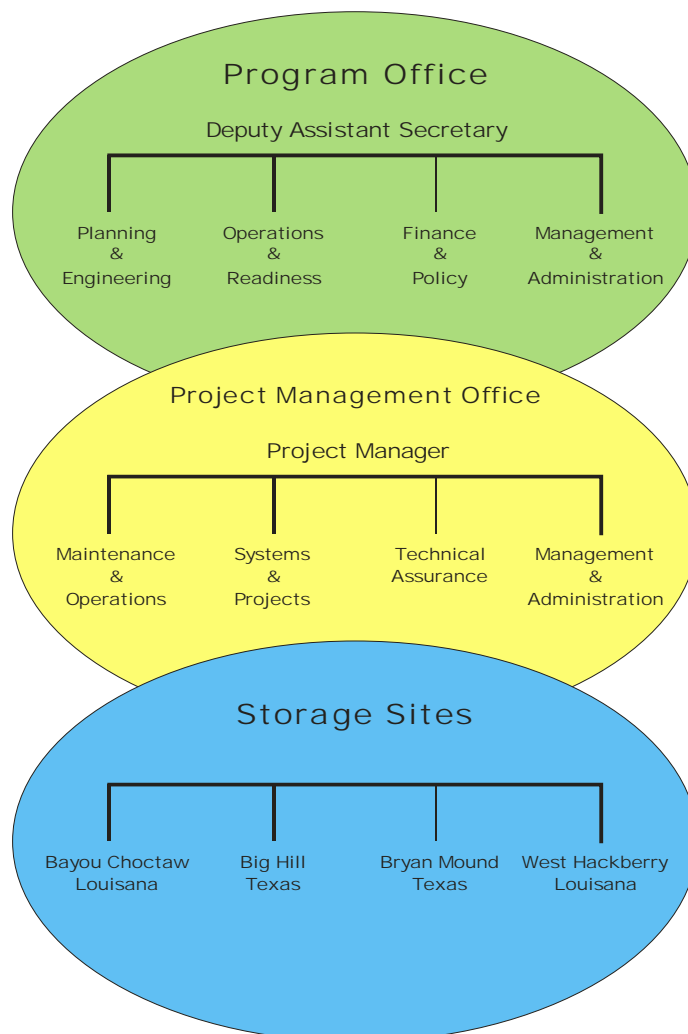 Program Office
Deputy Assistant Secretary
Planning
&
Engineering
Operations
&
Readiness
Finance
&
Policy
Management
&
Administration
Project Management Office
Project Manager
Maintenance
&
Operations
Systems
&
Projects
Technical
Assurance
Management
&
Administration
Storage Sites
Bayou Choctaw
Louisana
Big Hill
Texas
Bryan Mound
Texas
West Hackberry
Louisana